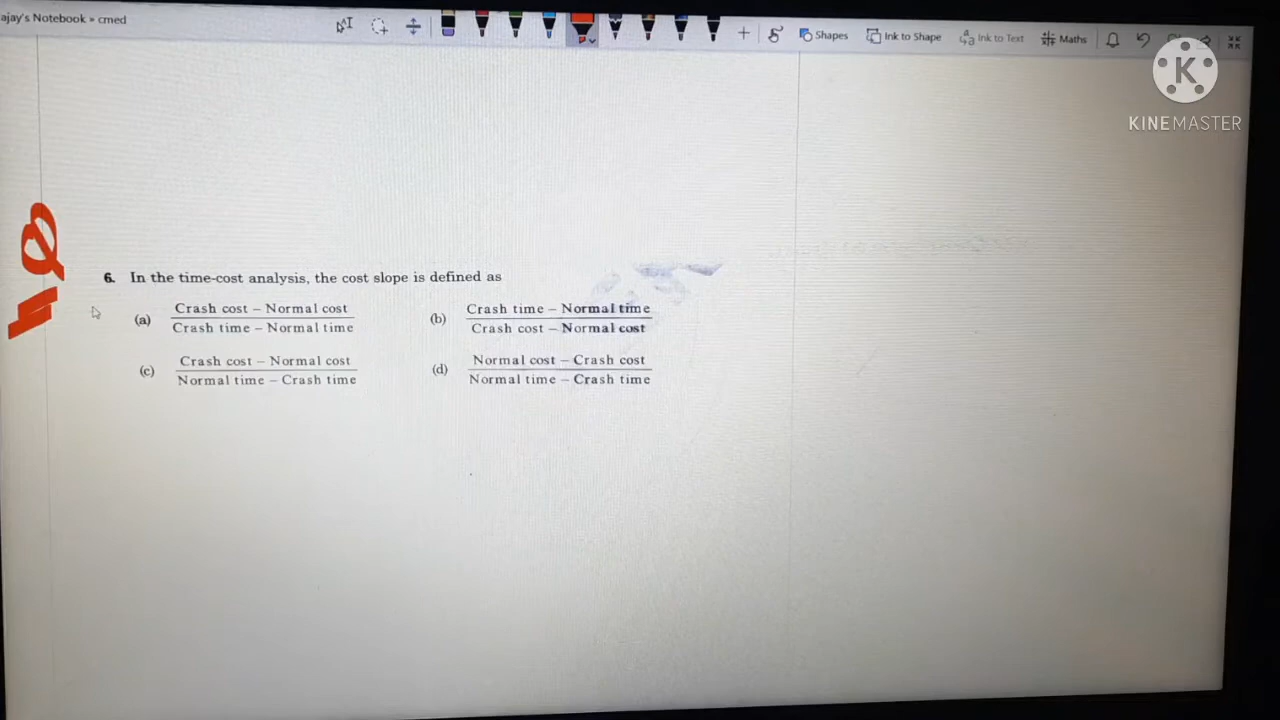 ajay's Notebook » cmed
Shapes
Ink to Shape
Ink to Text
Maths
K
KINEMASTER
6. In the time-cost analysis, the cost slope is defined as
(a) Crash cost – Normal cost
Crash time – Normal time
(b) Crash time – Normal time
Crash cost – Normal cost
(c) Crash cost – Normal cost
Normal time – Crash time
(d) Normal cost – Crash cost
Normal time – Crash time